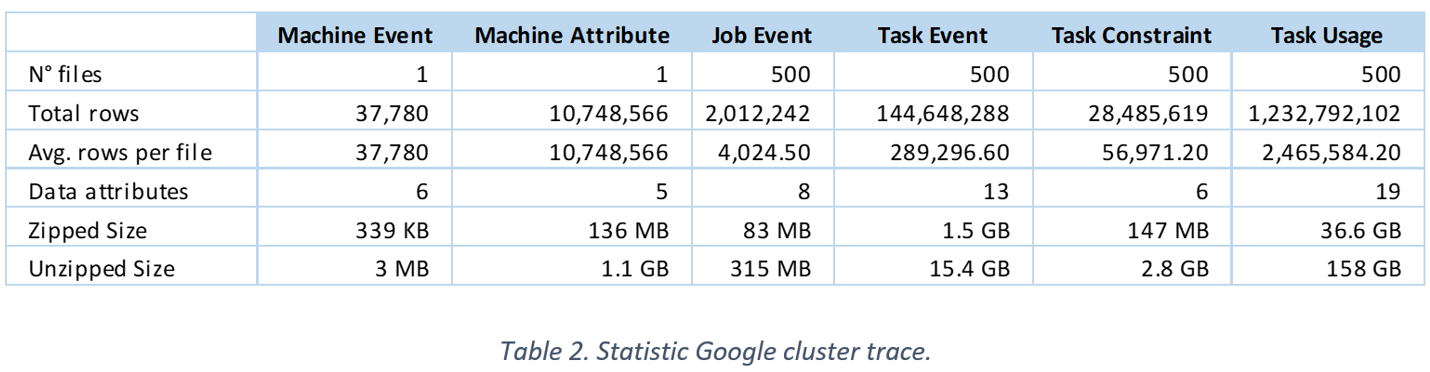 Machine Event Machine Attribute Job Event Task Event Task Constraint Task Usage
N° files 1 1 500 500 500 500
Total rows 37,780 10,748,566 2,012,242 144,648,288 28,485,619 1,232,792,102
Avg. rows per file 37,780 10,748,566 4,024.50 289,296.60 56,971.20 2,465,584.20
Data attributes 6 5 8 13 6 19
Zipped Size 339 KB 136 MB 83 MB 1.5 GB 147 MB 36.6 GB
Unzipped Size 3 MB 1.1 GB 315 MB 15.4 GB 2.8 GB 158 GB
Table 2. Statistic Google cluster trace.